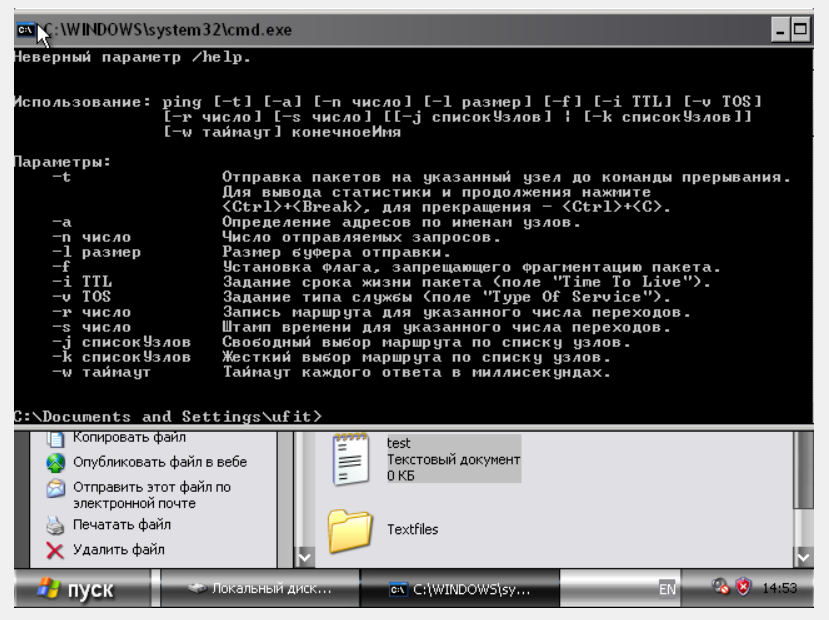 C:\WINDOWS\system32\cmd.exe
Неверный параметр /help.
Использование: ping [-t] [-a] [-n число] [-l размер] [-f] [-i TTL] [-v TOS]
[-r число] [-s число] [[-j списокУзлов] ¦ [-k списокУзлов]]
[-w таймаут] конечноеИмя
Параметры:
-t Отправка пакетов на указанный узел до команды прерывания.
Для вывода статистики и продолжения нажмите
<Ctrl>+<Break>, для прекращения - <Ctrl>+<C>.
-a Определение адресов по именам узлов.
-n число Число отправляемых запросов.
-l размер Размер буфера отправки.
-f Установка флага, запрещающего фрагментацию пакета.
-i TTL Задание срока жизни пакета (поле "Time To Live").
-v TOS Задание типа службы (поле "Type Of Service").
-r число Запись маршрута для указанного числа переходов.
-s число Штамп времени для указанного числа переходов.
-j списокУзлов Свободный выбор маршрута по списку узлов.
-k списокУзлов Жесткий выбор маршрута по списку узлов.
-w таймаут Таймаут каждого ответа в миллисекундах.
C:\Documents and Settings\ufit>
Копировать файл
Опубликовать файл в вебе
Отправить этот файл по
электронной почте
Печатать файл
Удалить файл
test
Текстовый документ
0 КБ
Textfiles
пуск
Локальный диск...
C:\WINDOWS\sy...
EN
14:53